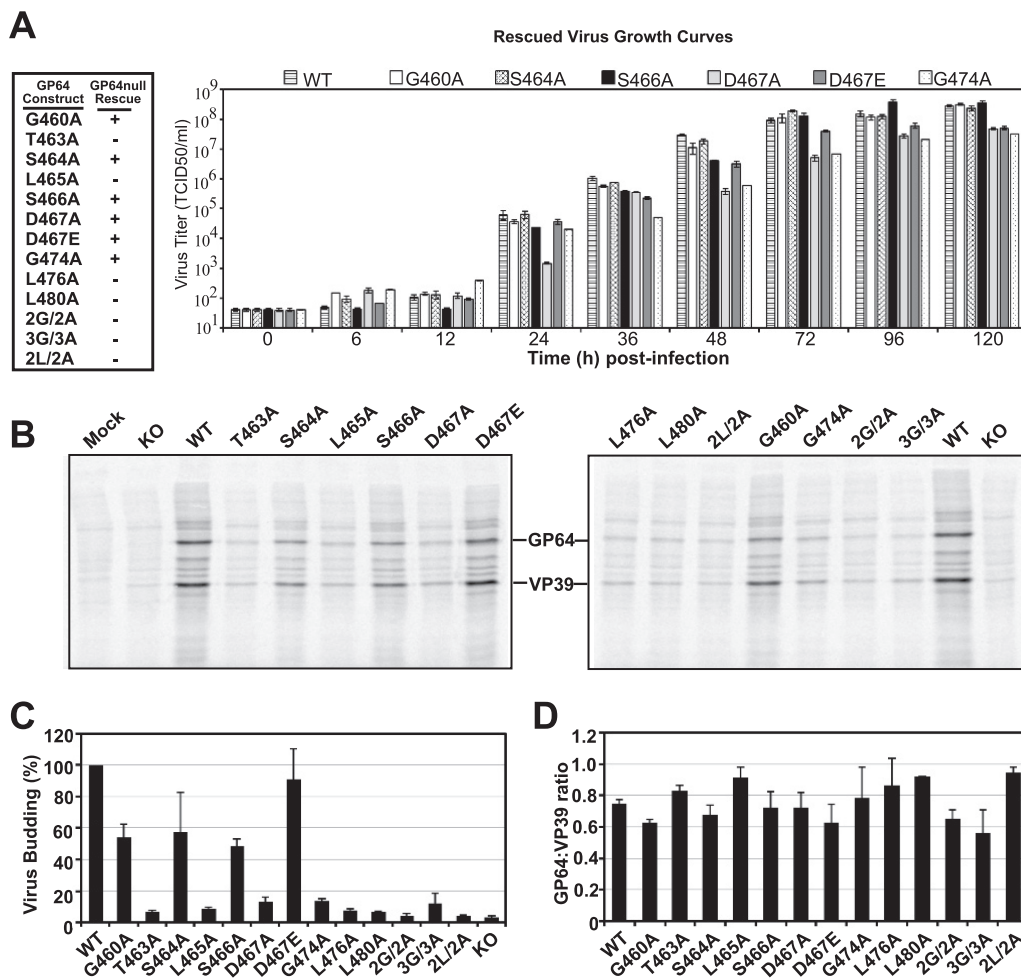 A
Rescued Virus Growth Curves
GP64 Construct GP64null Rescue
G460A +
T463A -
S464A +
L465A -
S466A +
D467A +
D467E +
G474A +
L476A -
L480A -
2G/2A -
3G/3A -
2L/2A -
WT G460A S464A S466A D467A D467E G474A
Virus Titer (TCID50/ml)
10^9
10^8
10^7
10^6
10^5
10^4
10^3
10^2
10^1
0 6 12 24 36 48 72 96 120
Time (h) post-infection
B
Mock KO WT T463A S464A L465A S466A D467A D467E
L476A L480A 2L/2A G460A G474A 2G/2A 3G/3A WT KO
GP64
VP39
C
Virus Budding (%)
120
100
80
60
40
20
0
WT G460A T463A S464A L465A S466A D467A D467E G474A L476A L480A 2G/2A 3G/3A 2L/2A KO
D
GP64:VP39 ratio
1.2
1.0
0.8
0.6
0.4
0.2
0
WT G460A T463A S464A L465A S466A D467A D467E G474A L476A L480A 2G/2A 3G/3A 2L/2A